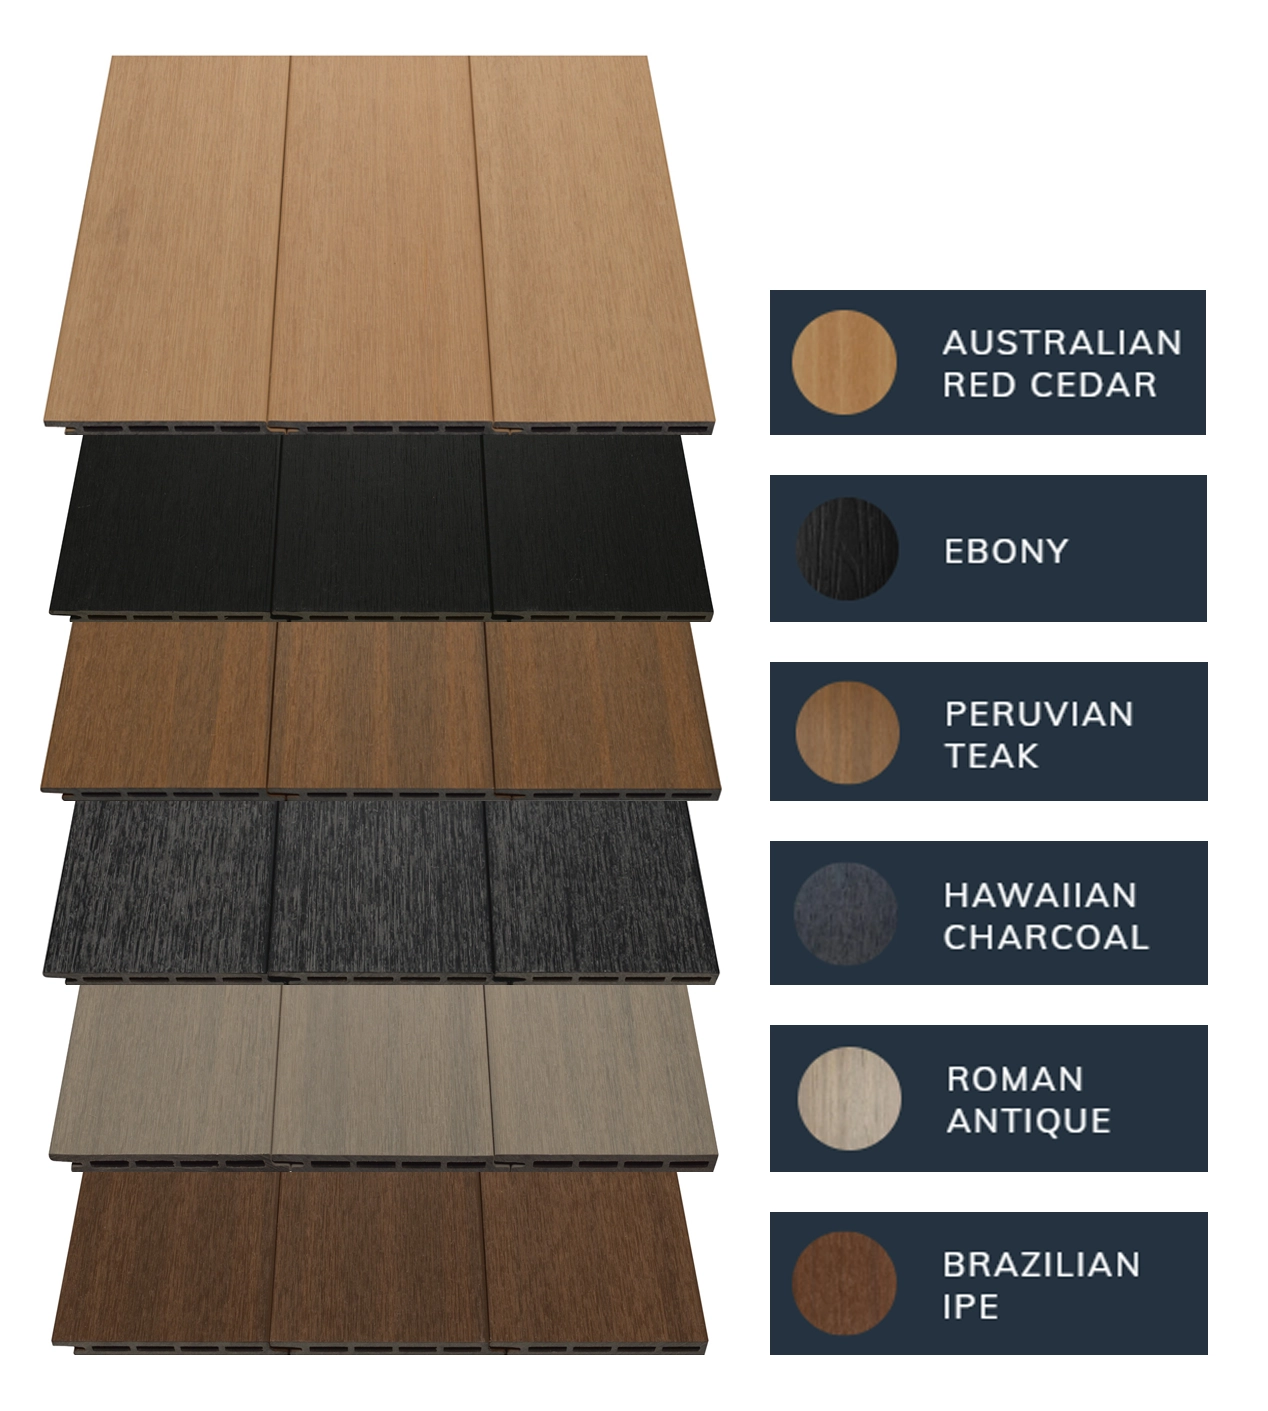 AUSTRALIAN
RED CEDAR
EBONY
PERUVIAN
TEAK
HAWAIIAN
CHARCOAL
ROMAN
ANTIQUE
BRAZILIAN
IPE